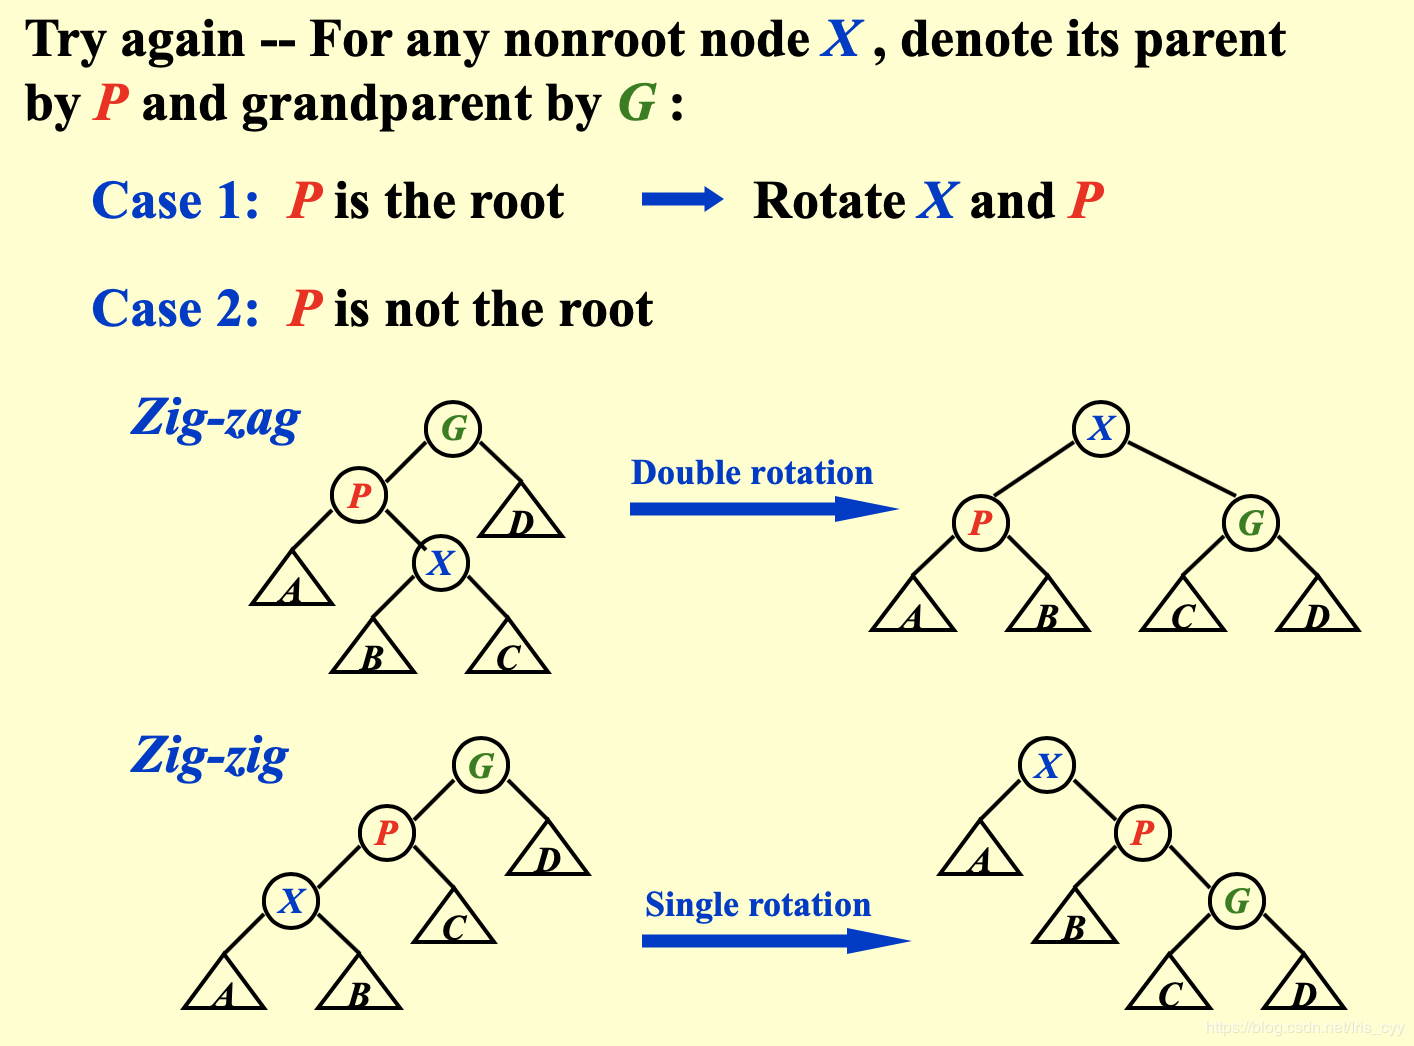 Try again -- For any nonroot node X , denote its parent
by P and grandparent by G :
Case 1: P is the root
Rotate X and P
Case 2: P is not the root
Zig-zag
G
P
D
X
A
B
C
Double rotation
X
P
G
A
B
C
D
Zig-zig
G
P
D
X
C
A
B
Single rotation
X
A
P
B
G
C
D
https://blog.csdn.net/Iris_cyy